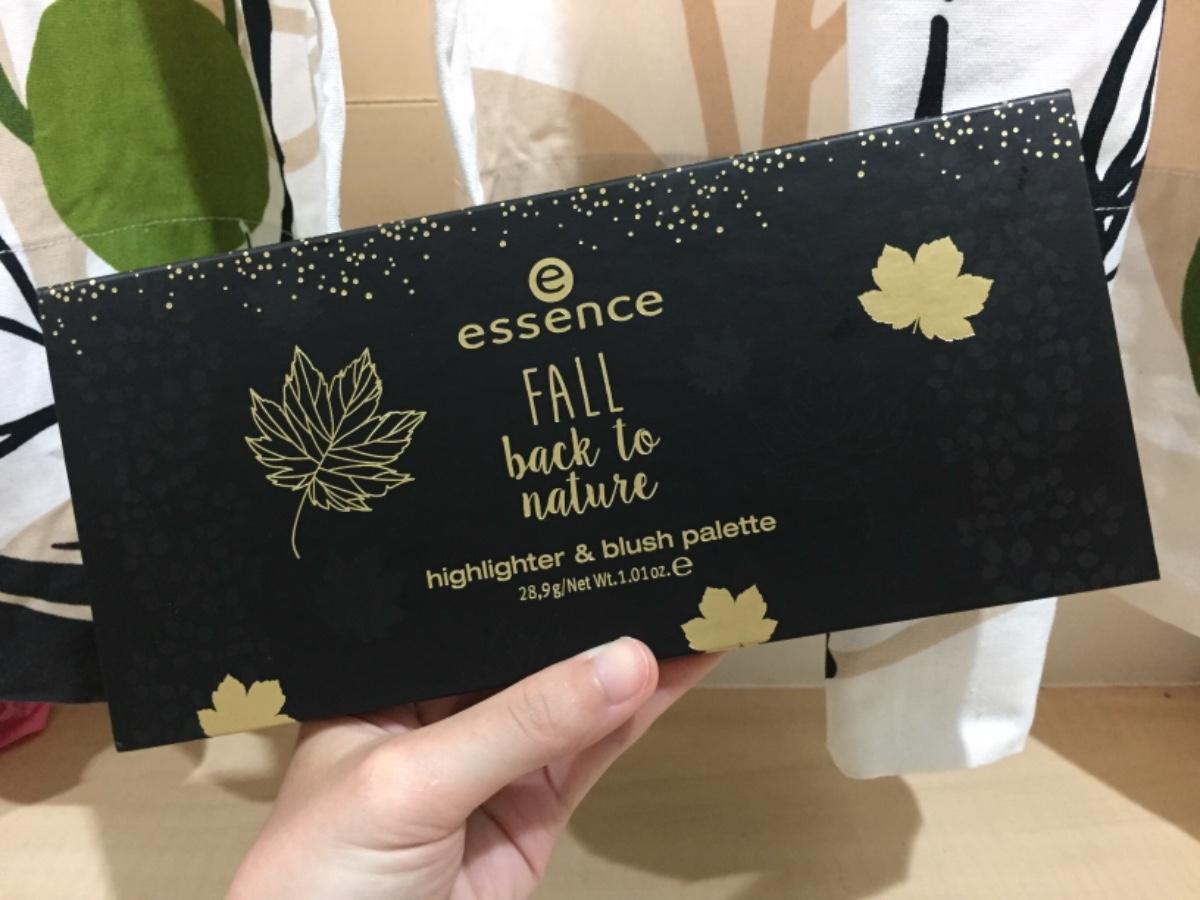 e
essence
FALL
back to
nature
highlighter & blush palette
28,9g/Net Wt.1.01oz.℮